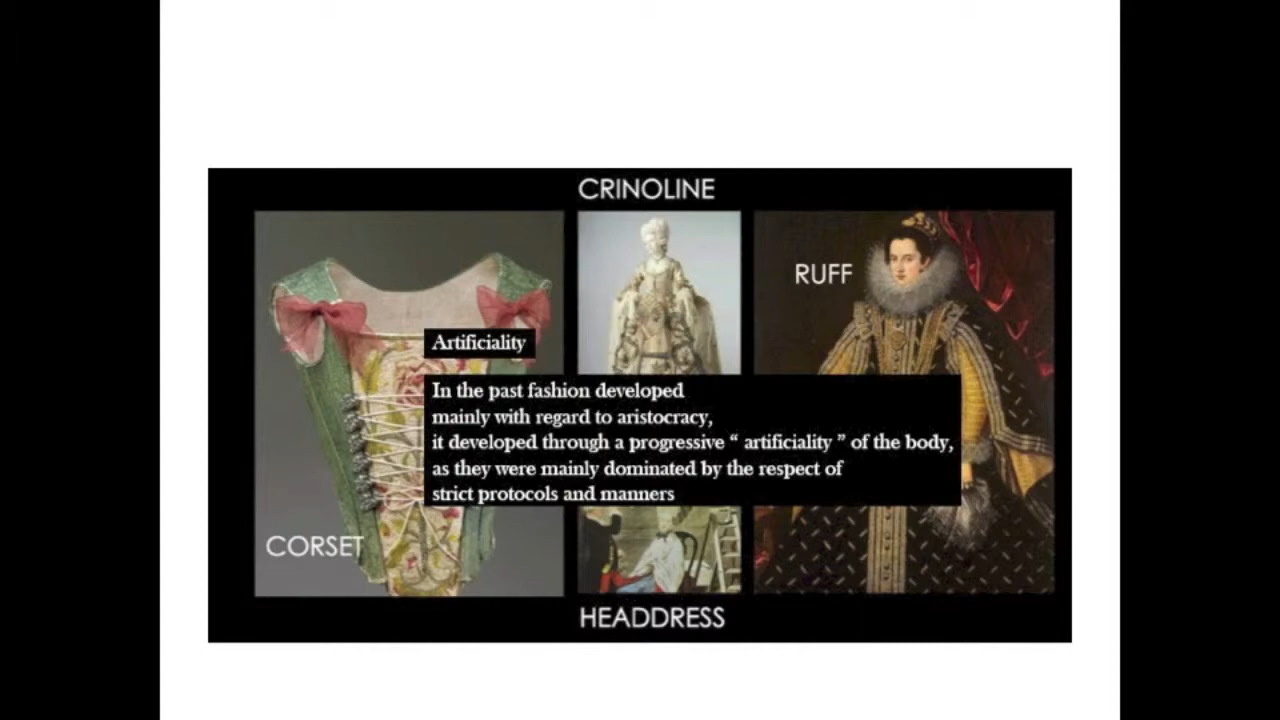 CRINOLINE
RUFF
Artificiality
In the past fashion developed
mainly with regard to aristocracy,
it developed through a progressive “ artificiality ” of the body,
as they were mainly dominated by the respect of
strict protocols and manners
CORSET
HEADDRESS